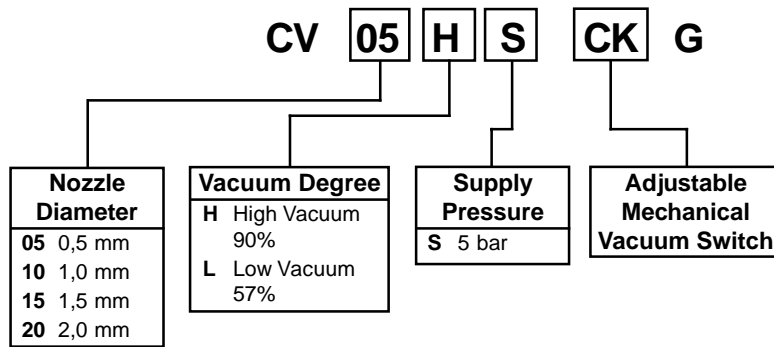 CV 05 H S CK G
Nozzle
Diameter
05 0,5 mm
10 1,0 mm
15 1,5 mm
20 2,0 mm
Vacuum Degree
H High Vacuum
90%
L Low Vacuum
57%
Supply
Pressure
S 5 bar
Adjustable
Mechanical
Vacuum Switch